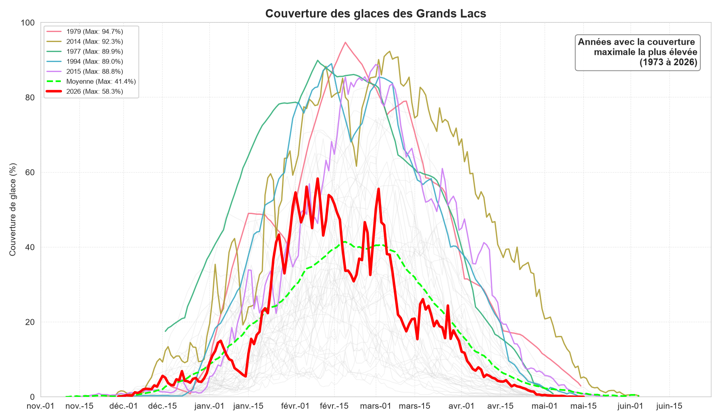 Couverture des glaces des Grands Lacs
1979 (Max: 94.7%)
2014 (Max: 92.3%)
1977 (Max: 89.9%)
1994 (Max: 89.0%)
2015 (Max: 88.8%)
Moyenne (Max: 41.4%)
2026 (Max: 58.3%)
Années avec la couverture
maximale la plus élevée
(1973 à 2026)
Couverture de glace (%)
100
80
60
40
20
0
nov.-01 nov.-15 déc.-01 déc.-15 janv.-01 janv.-15 févr.-01 févr.-15 mars-01 mars-15 avr.-01 avr.-15 mai-01 mai-15 juin-01 juin-15